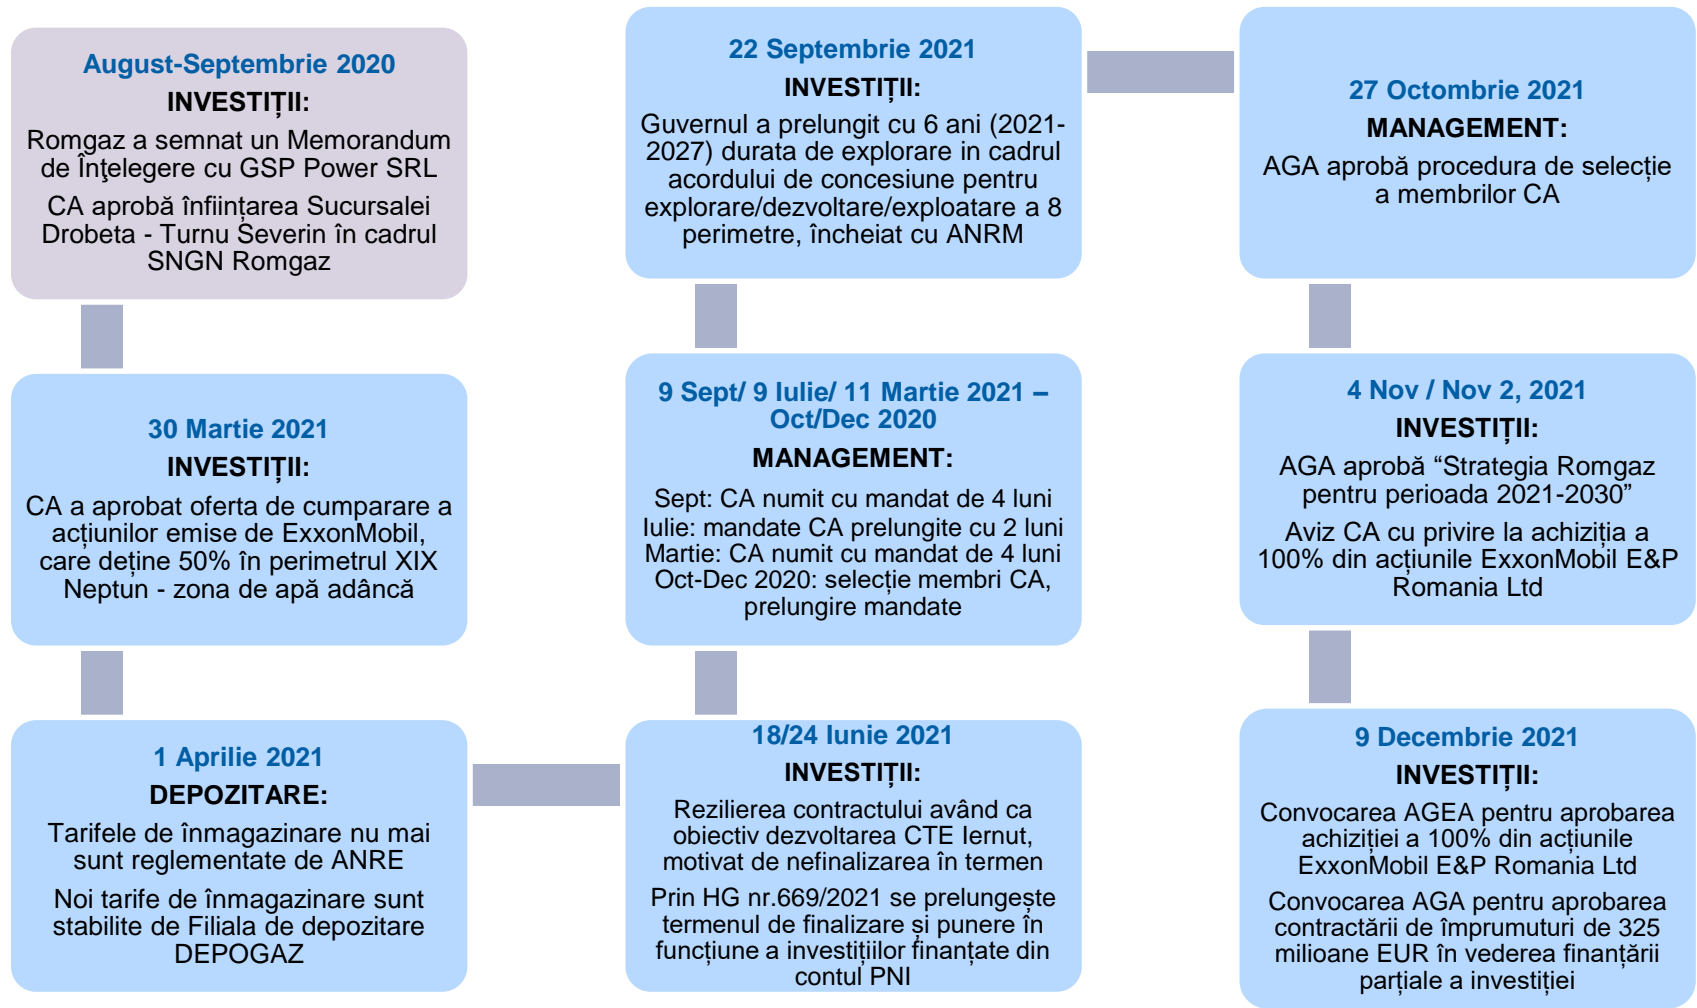 August-Septembrie 2020
INVESTIȚII:
Romgaz a semnat un Memorandum
de Înţelegere cu GSP Power SRL
CA aprobă înființarea Sucursalei
Drobeta - Turnu Severin în cadrul
SNGN Romgaz
30 Martie 2021
INVESTIȚII:
CA a aprobat oferta de cumparare a
acțiunilor emise de ExxonMobil,
care deține 50% în perimetrul XIX
Neptun - zona de apă adâncă
1 Aprilie 2021
DEPOZITARE:
Tarifele de înmagazinare nu mai
sunt reglementate de ANRE
Noi tarife de înmagazinare sunt
stabilite de Filiala de depozitare
DEPOGAZ
18/24 Iunie 2021
INVESTIȚII:
Rezilierea contractului având ca
obiectiv dezvoltarea CTE Iernut,
motivat de nefinalizarea în termen
Prin HG nr.669/2021 se prelungește
termenul de finalizare și punere în
funcțiune a investițiilor finanțate din
contul PNI
9 Sept/ 9 Iulie/ 11 Martie 2021 –
Oct/Dec 2020
MANAGEMENT:
Sept: CA numit cu mandat de 4 luni
Iulie: mandate CA prelungite cu 2 luni
Martie: CA numit cu mandat de 4 luni
Oct-Dec 2020: selecție membri CA,
prelungire mandate
22 Septembrie 2021
INVESTIȚII:
Guvernul a prelungit cu 6 ani (2021-
2027) durata de explorare in cadrul
acordului de concesiune pentru
explorare/dezvoltare/exploatare a 8
perimetre, încheiat cu ANRM
27 Octombrie 2021
MANAGEMENT:
AGA aprobă procedura de selecție
a membrilor CA
4 Nov / Nov 2, 2021
INVESTIȚII:
AGA aprobă “Strategia Romgaz
pentru perioada 2021-2030”
Aviz CA cu privire la achiziția a
100% din acțiunile ExxonMobil E&P
Romania Ltd
9 Decembrie 2021
INVESTIȚII:
Convocarea AGEA pentru aprobarea
achiziției a 100% din acțiunile
ExxonMobil E&P Romania Ltd
Convocarea AGA pentru aprobarea
contractării de împrumuturi de 325
milioane EUR în vederea finanțării
parțiale a investiției